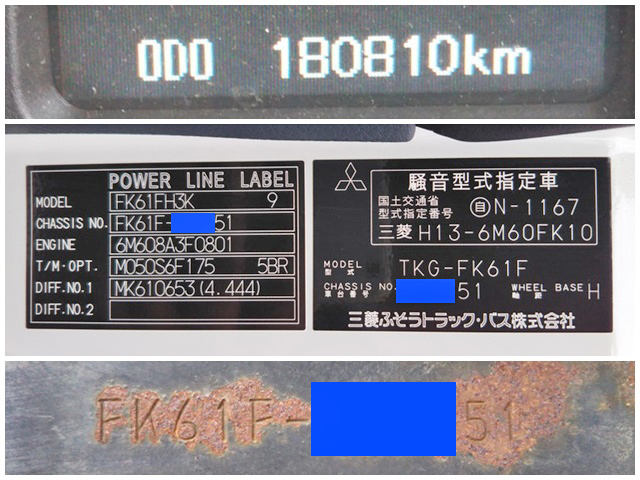 ODO 180810km
POWER LINE LABEL
MODEL FK61FH3K 9
CHASSIS NO. FK61F- 51
ENGINE 6M608A3F0801
T/M·OPT. M050S6F175 5BR
DIFF.NO.1 MK610653(4.444)
DIFF.NO.2
騒音型式指定車
国土交通省
型式指定番号 自N-1167
三菱 H13-6M60FK10
MODEL
型式 TKG-FK61F
CHASSIS NO. 51 WHEEL BASE H
車台番号 軸距
三菱ふそうトラック・バス株式会社
FK61F- 51